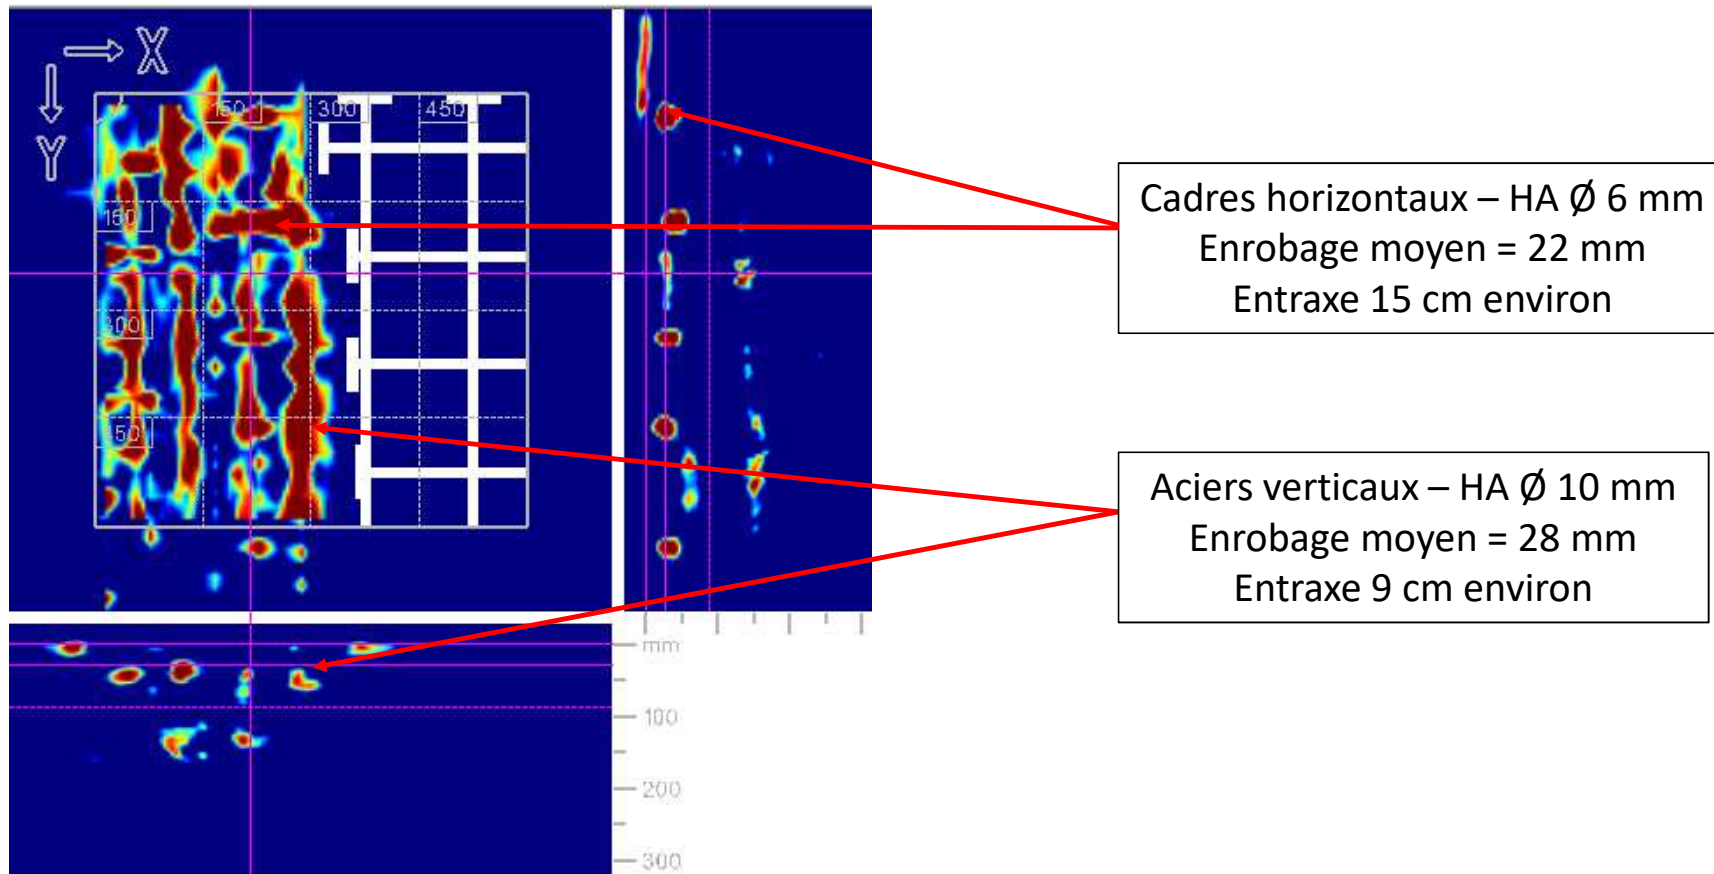 X
Y
150
300
450
150
300
450
mm
100
200
300
Cadres horizontaux – HA Ø 6 mm
Enrobage moyen = 22 mm
Entraxe 15 cm environ
Aciers verticaux – HA Ø 10 mm
Enrobage moyen = 28 mm
Entraxe 9 cm environ